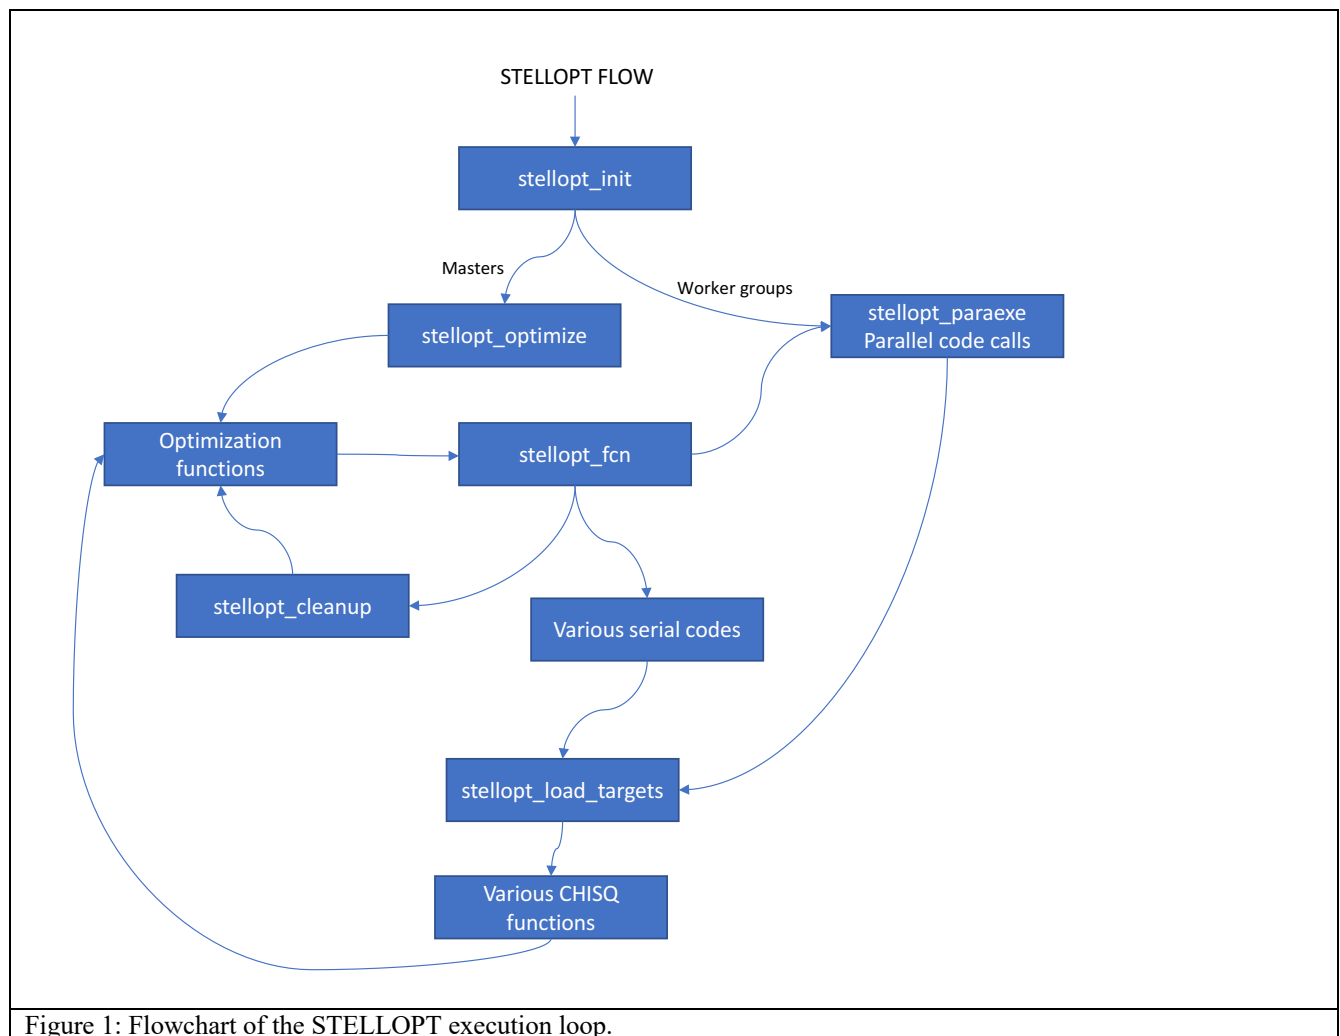 STELLOPT FLOW
stellopt_init
Masters
Worker groups
stellopt_optimize
stellopt_paraexe
Parallel code calls
Optimization
functions
stellopt_fcn
stellopt_cleanup
Various serial codes
stellopt_load_targets
Various CHISQ
functions
Figure 1: Flowchart of the STELLOPT execution loop.